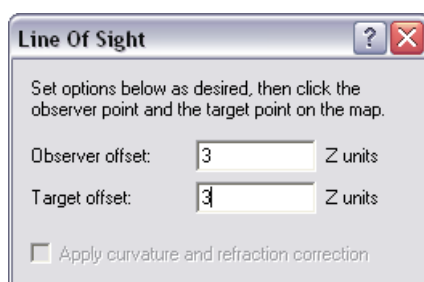 Line Of Sight
Set options below as desired, then click the
observer point and the target point on the map.
Observer offset: 3 Z units
Target offset: 3 Z units
Apply curvature and refraction correction